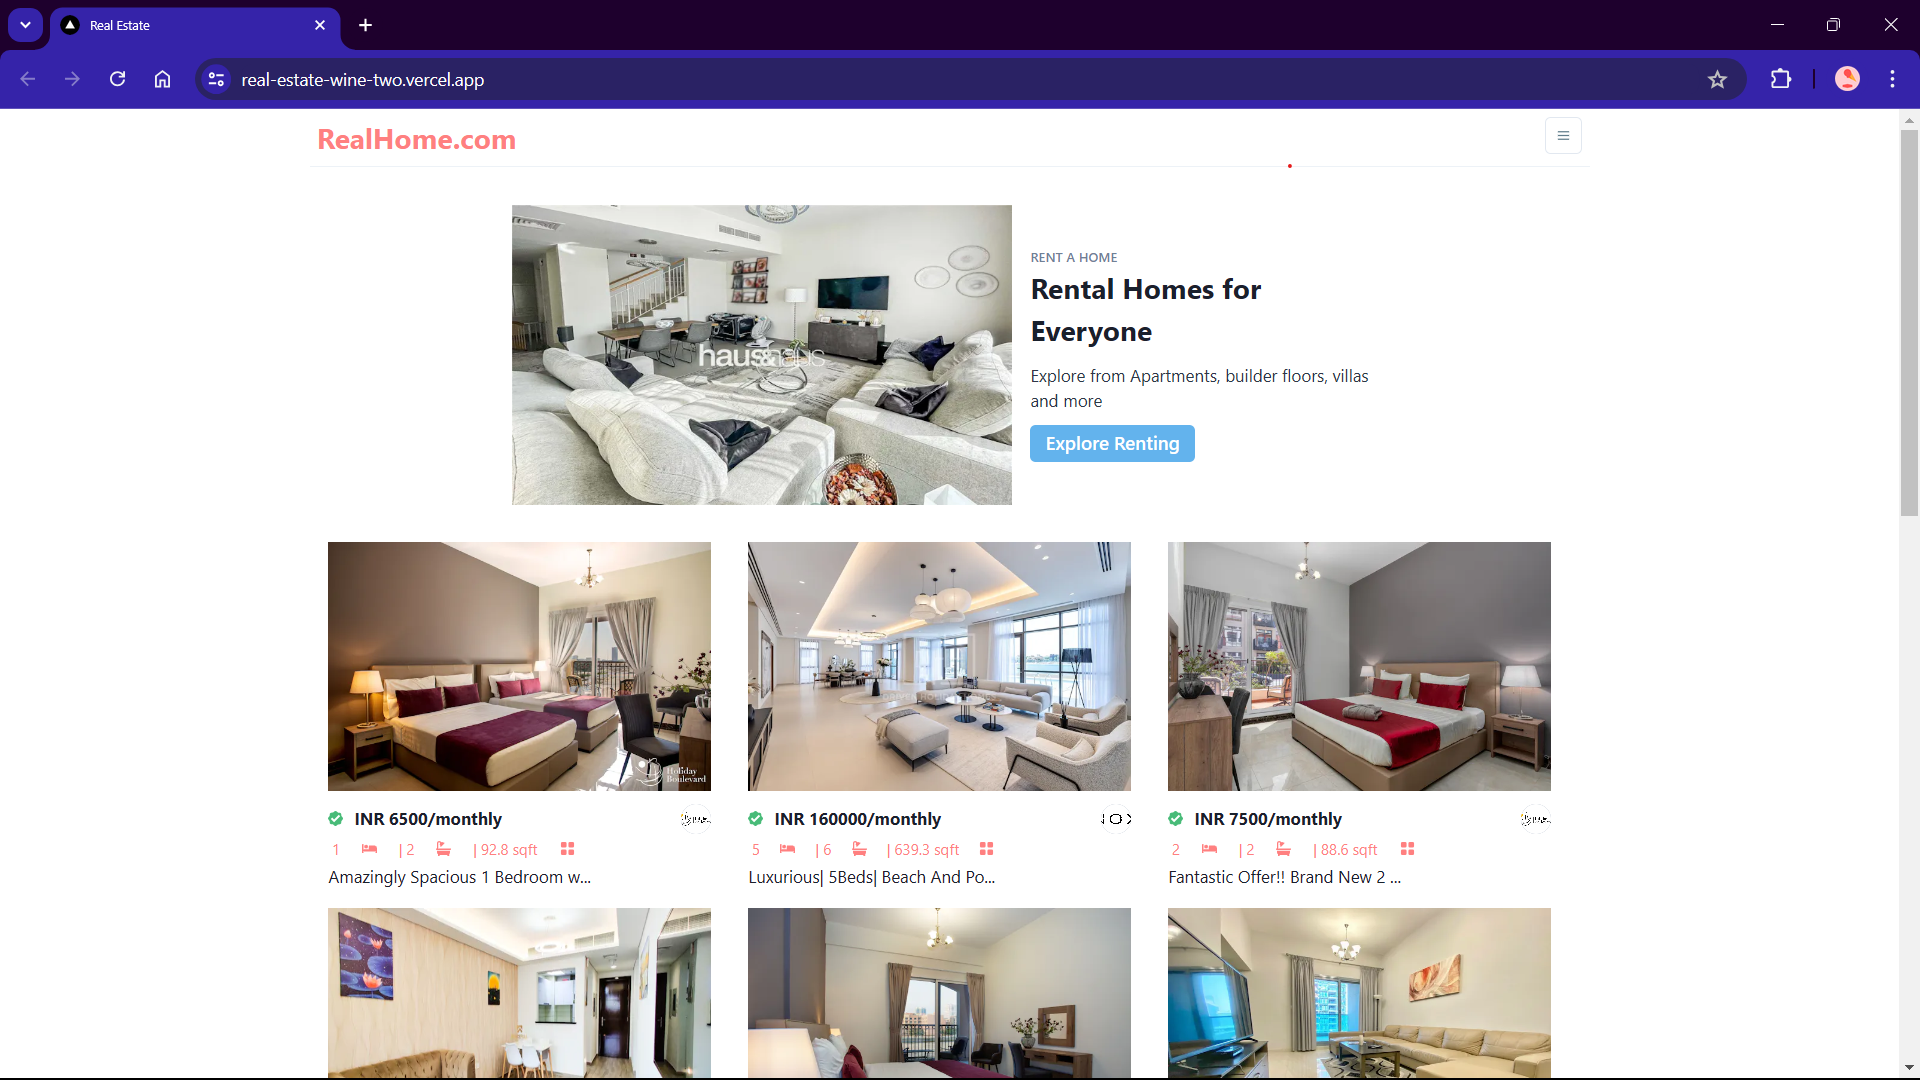 Real Estate
real-estate-wine-two.vercel.app
RealHome.com
haus&haus
RENT A HOME
Rental Homes for
Everyone
Explore from Apartments, builder floors, villas
and more
Explore Renting
Holiday
Boulevard
INR 6500/monthly
1 | 2 | 92.8 sqft
Amazingly Spacious 1 Bedroom w...
INR 160000/monthly
5 | 6 | 639.3 sqft
Luxurious| 5Beds| Beach And Po...
INR 7500/monthly
2 | 2 | 88.6 sqft
Fantastic Offer!! Brand New 2 ...